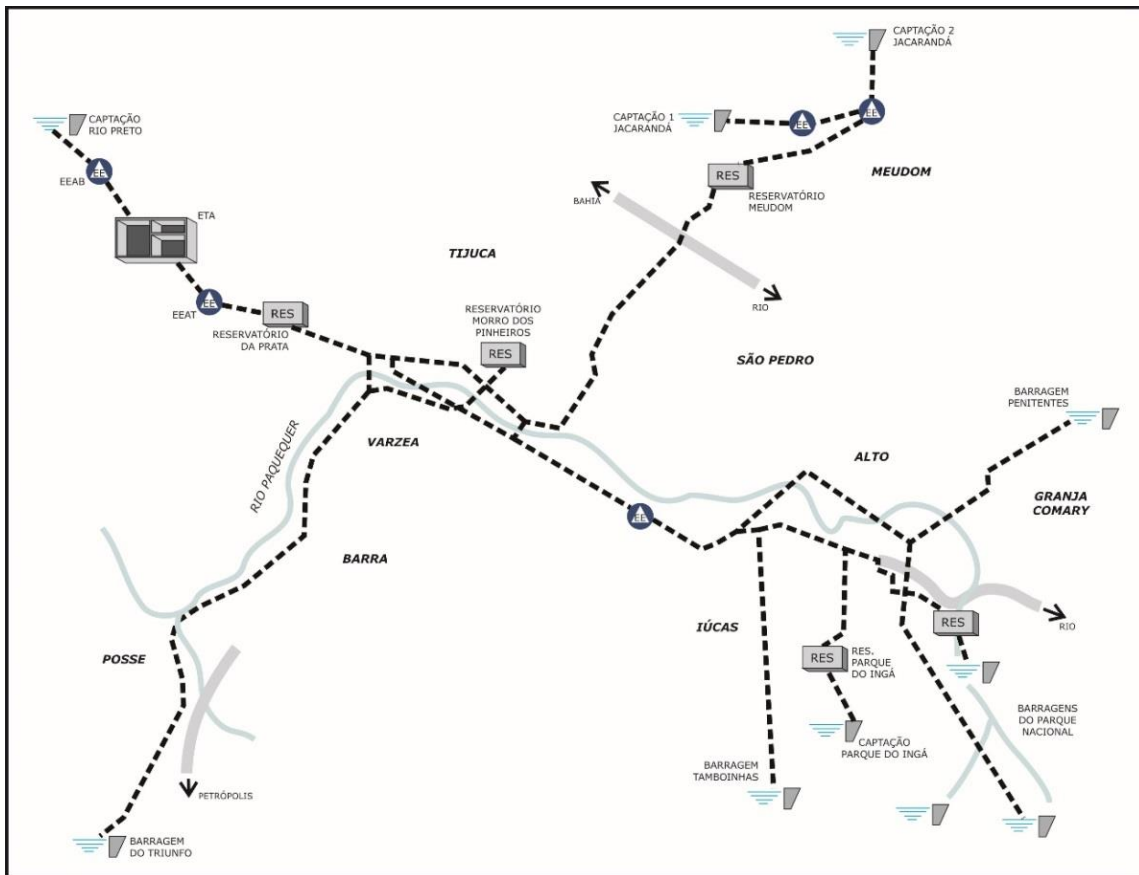 CAPTAÇÃO 2
JACARANDÁ
CAPTAÇÃO
RIO PRETO
CAPTAÇÃO 1
JACARANDÁ
EE
EE
EE
EEAB
MEUDOM
RES
RESERVATÓRIO
MEUDOM
BAHIA
ETA
TIJUCA
EE
EEAT
RES
RESERVATÓRIO
DA PRATA
RESERVATÓRIO
MORRO DOS
PINHEIROS
RES
RIO
SÃO PEDRO
BARRAGEM
PENITENTES
RIO PAQUEQUER
VARZEA
ALTO
GRANJA
COMARY
EE
BARRA
IÚCAS
RES
RIO
POSSE
RES
RES.
PARQUE
DO INGÁ
BARRAGENS
DO PARQUE
NACIONAL
CAPTAÇÃO
PARQUE DO INGÁ
BARRAGEM
TAMBOINHAS
PETRÓPOLIS
BARRAGEM
DO TRIUNFO